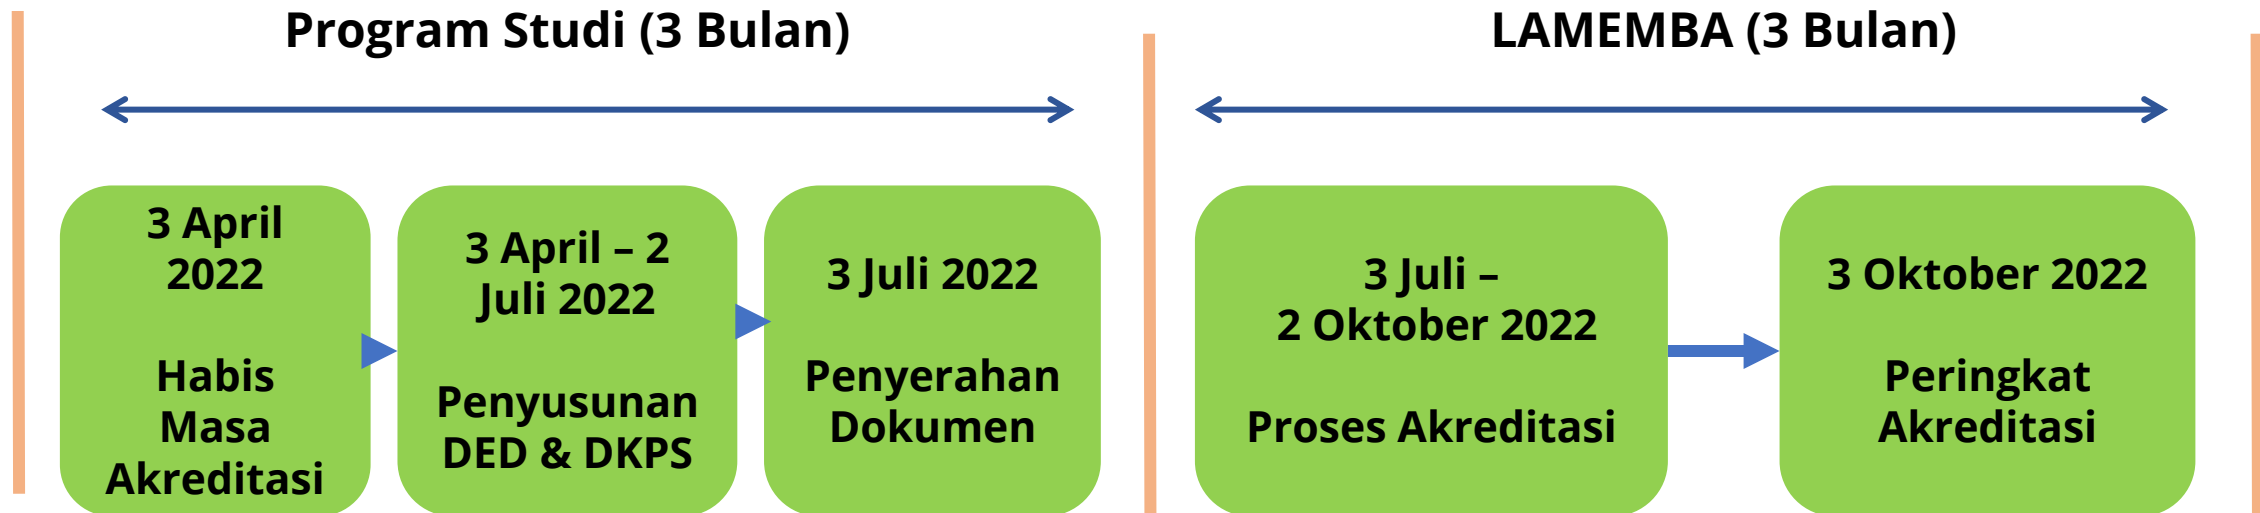 Program Studi (3 Bulan)
LAMEMBA (3 Bulan)
3 April
2022
Habis
Masa
Akreditasi
3 April – 2
Juli 2022
Penyusunan
DED & DKPS
3 Juli 2022
Penyerahan
Dokumen
3 Juli –
2 Oktober 2022
Proses Akreditasi
3 Oktober 2022
Peringkat
Akreditasi